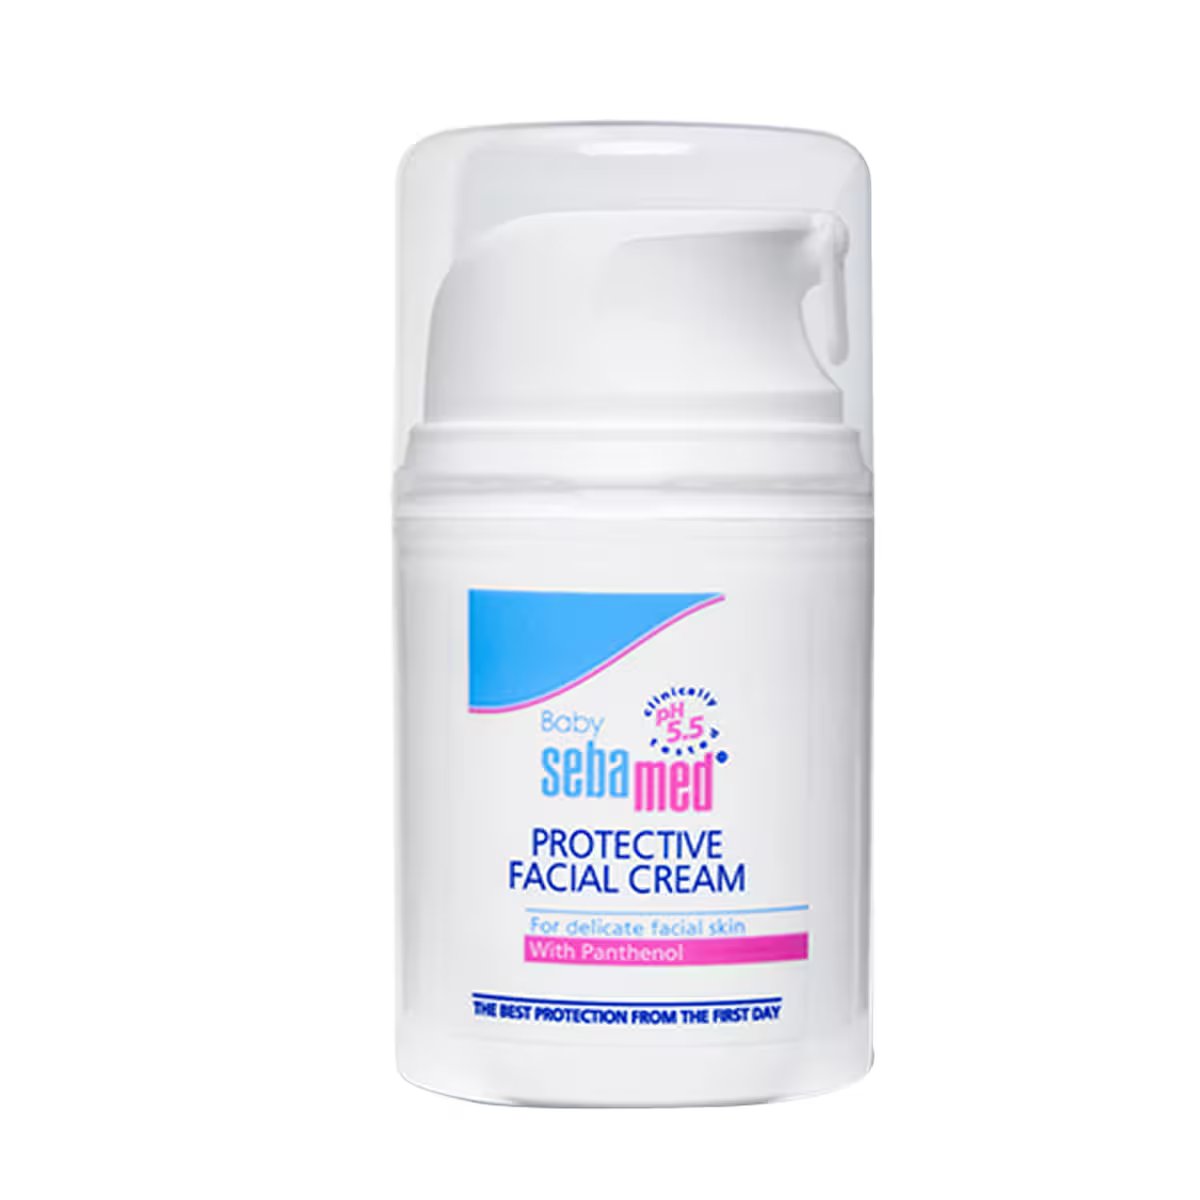 clinically
pH
5.5
tested
Baby
sebamed
PROTECTIVE
FACIAL CREAM
For delicate facial skin
With Panthenol
THE BEST PROTECTION FROM THE FIRST DAY